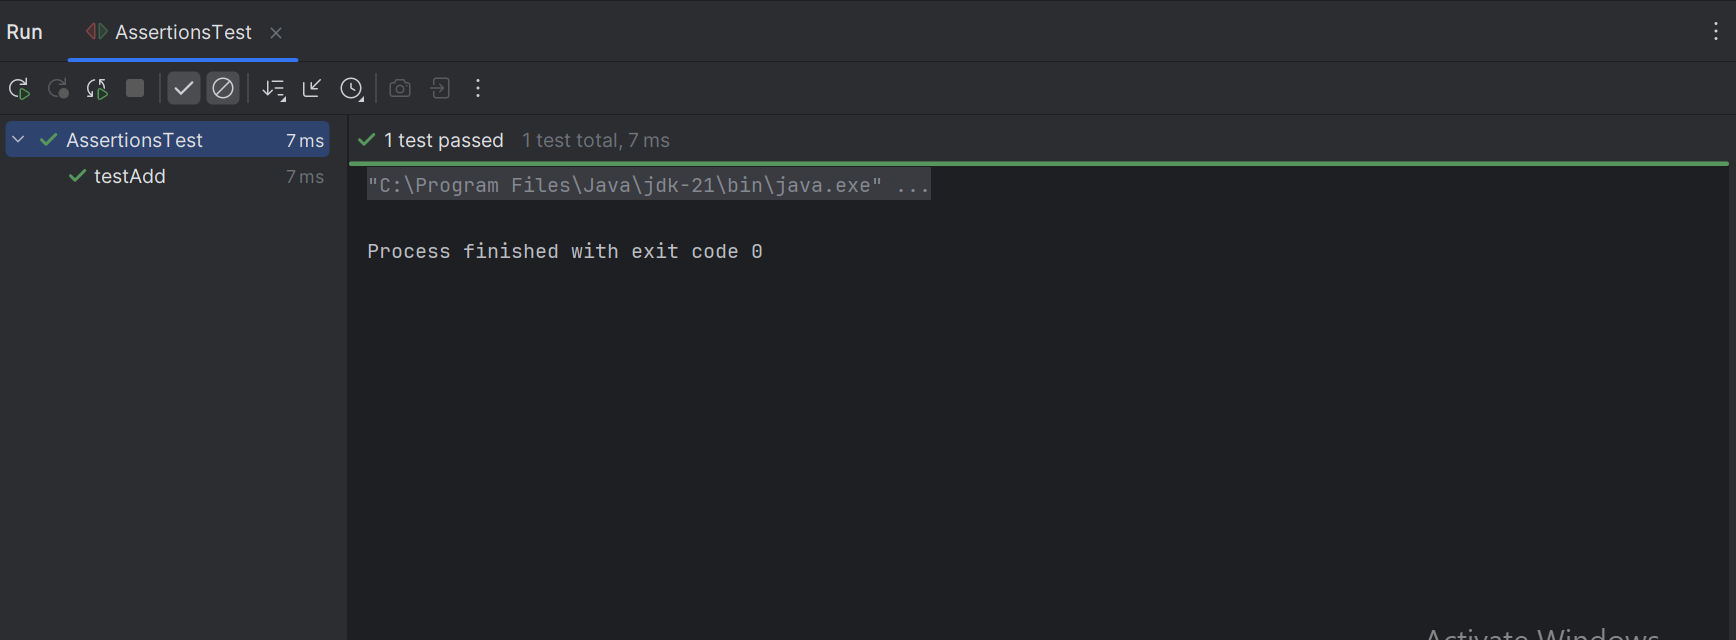 Run AssertionsTest
AssertionsTest 7 ms
testAdd 7 ms
1 test passed 1 test total, 7 ms
"C:\Program Files\Java\jdk-21\bin\java.exe" ...
Process finished with exit code 0
Activate Windows